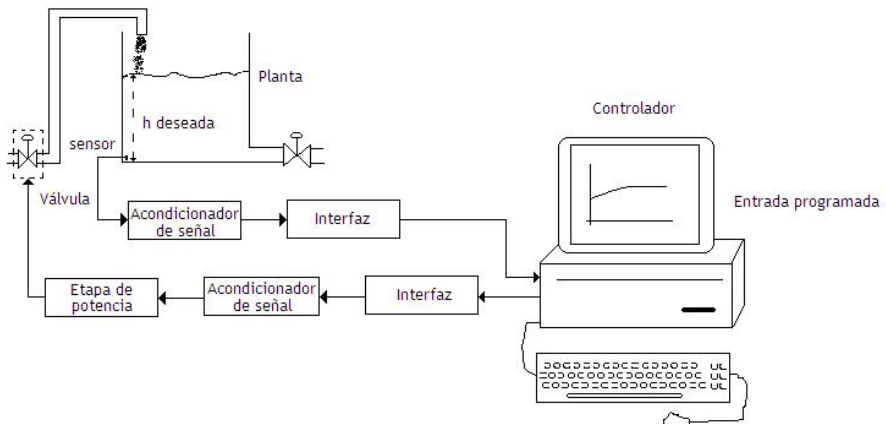 Planta
Controlador
h deseada
sensor
Válvula
Entrada programada
Acondicionador
de señal
Interfaz
Etapa de
potencia
Acondicionador
de señal
Interfaz